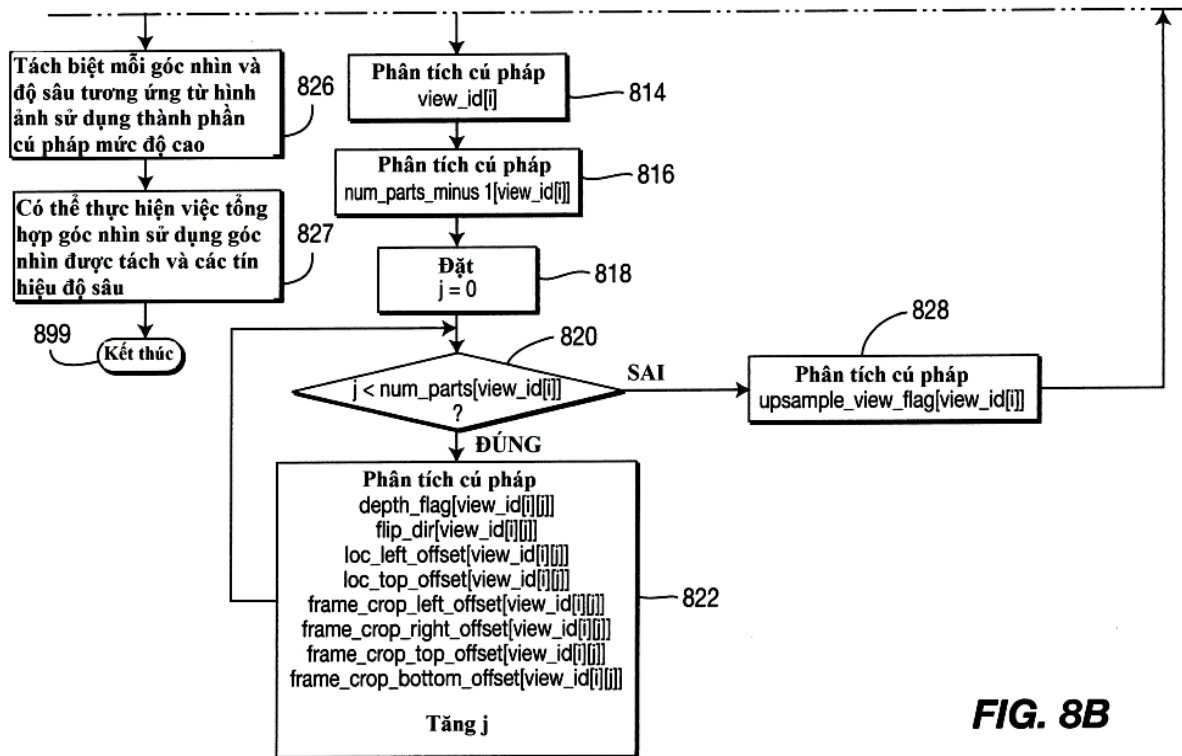 Tách biệt mỗi góc nhìn và
độ sâu tương ứng từ hình
ảnh sử dụng thành phần
cú pháp mức độ cao
826
Có thể thực hiện việc tổng
hợp góc nhìn sử dụng góc
nhìn được tách và các tín
hiệu độ sâu
827
899
Kết thúc
Phân tích cú pháp
view_id[i]
814
Phân tích cú pháp
num_parts_minus 1[view_id[i]]
816
Đặt
j = 0
818
820
j < num_parts[view_id[i]]
?
SAI
828
Phân tích cú pháp
upsample_view_flag[view_id[i]]
ĐÚNG
Phân tích cú pháp
depth_flag[view_id[i][j]]
flip_dir[view_id[i][j]]
loc_left_offset[view_id[i][j]]
loc_top_offset[view_id[i][j]]
frame_crop_left_offset[view_id[i][j]]
frame_crop_right_offset[view_id[i][j]]
frame_crop_top_offset[view_id[i][j]]
frame_crop_bottom_offset[view_id[i][j]]
Tăng j
822
FIG. 8B